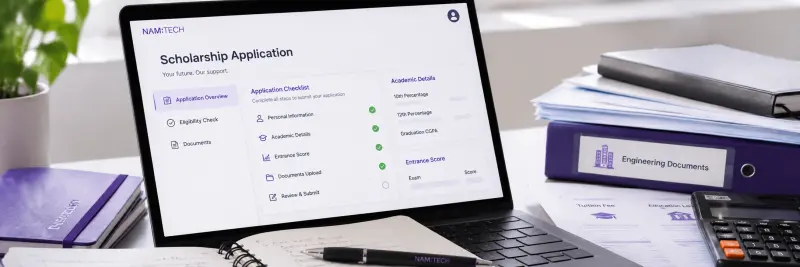 NAM:TECH
Scholarship Application
Your future. Our support.
Application Overview
Eligibility Check
Documents
Application Checklist
Complete all steps to submit your application
Personal Information
Academic Details
Entrance Score
Documents Upload
Review & Submit
Academic Details
10th Percentage
12th Percentage
Graduation CGPA
Entrance Score
Exam
Score
Engineering Documents
Tuition Fee
NAM:TECH